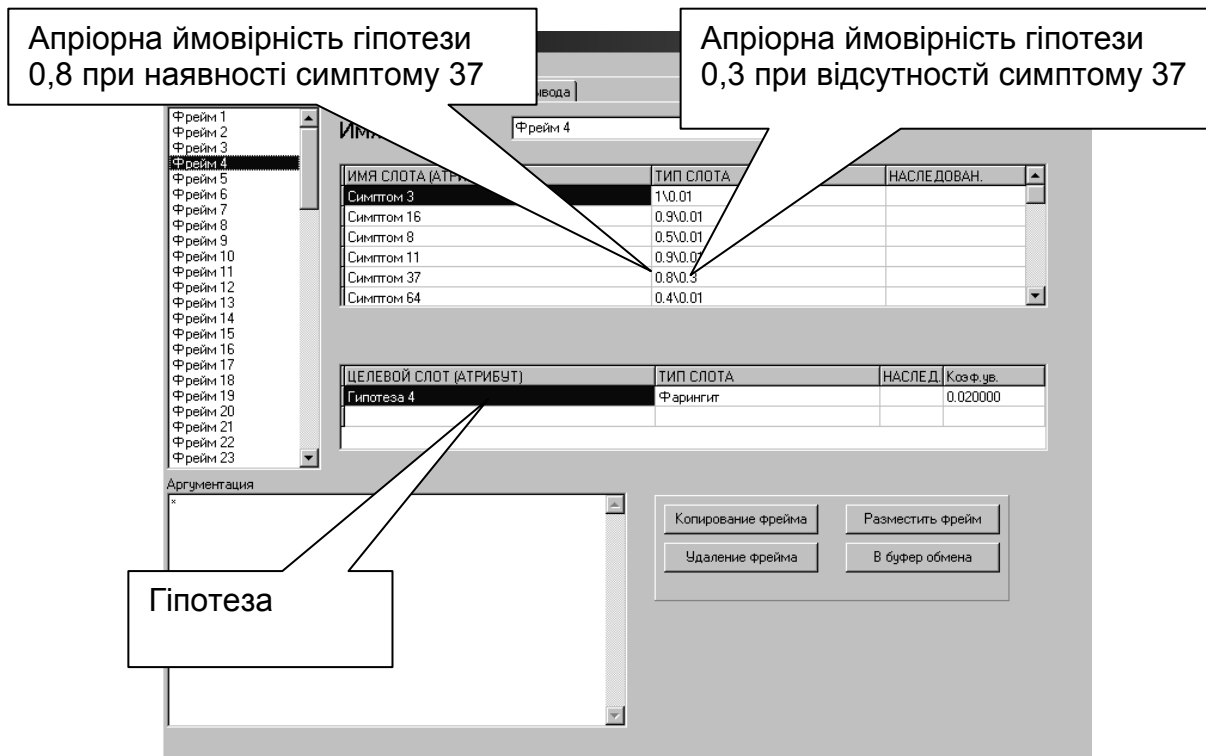 Апріорна ймовірність гіпотези
0,8 при наявності симптому 37
Апріорна ймовірність гіпотези
0,3 при відсутностй симптому 37
Фрейм 1
Фрейм 2
Фрейм 3
Фрейм 4
Фрейм 5
Фрейм 6
Фрейм 7
Фрейм 8
Фрейм 9
Фрейм 10
Фрейм 11
Фрейм 12
Фрейм 13
Фрейм 14
Фрейм 15
Фрейм 16
Фрейм 17
Фрейм 18
Фрейм 19
Фрейм 20
Фрейм 21
Фрейм 22
Фрейм 23
Фрейм 4
ИМЯ СЛОТА ТИП СЛОТА НАСЛЕДОВАН.
Симптом 3 1\0.01
Симптом 16 0.9\0.01
Симптом 8 0.5\0.01
Симптом 11 0.9\0.01
Симптом 37 0.8\0.3
Симптом 64 0.4\0.01
ЦЕЛЕВОЙ СЛОТ (АТРИБУТ) ТИП СЛОТА НАСЛЕД. Коэф.ув.
Гипотеза 4 Фарингит 0.020000
Аргументация
*
Копирование фрейма Разместить фрейм
Удаление фрейма В буфер обмена
Гіпотеза